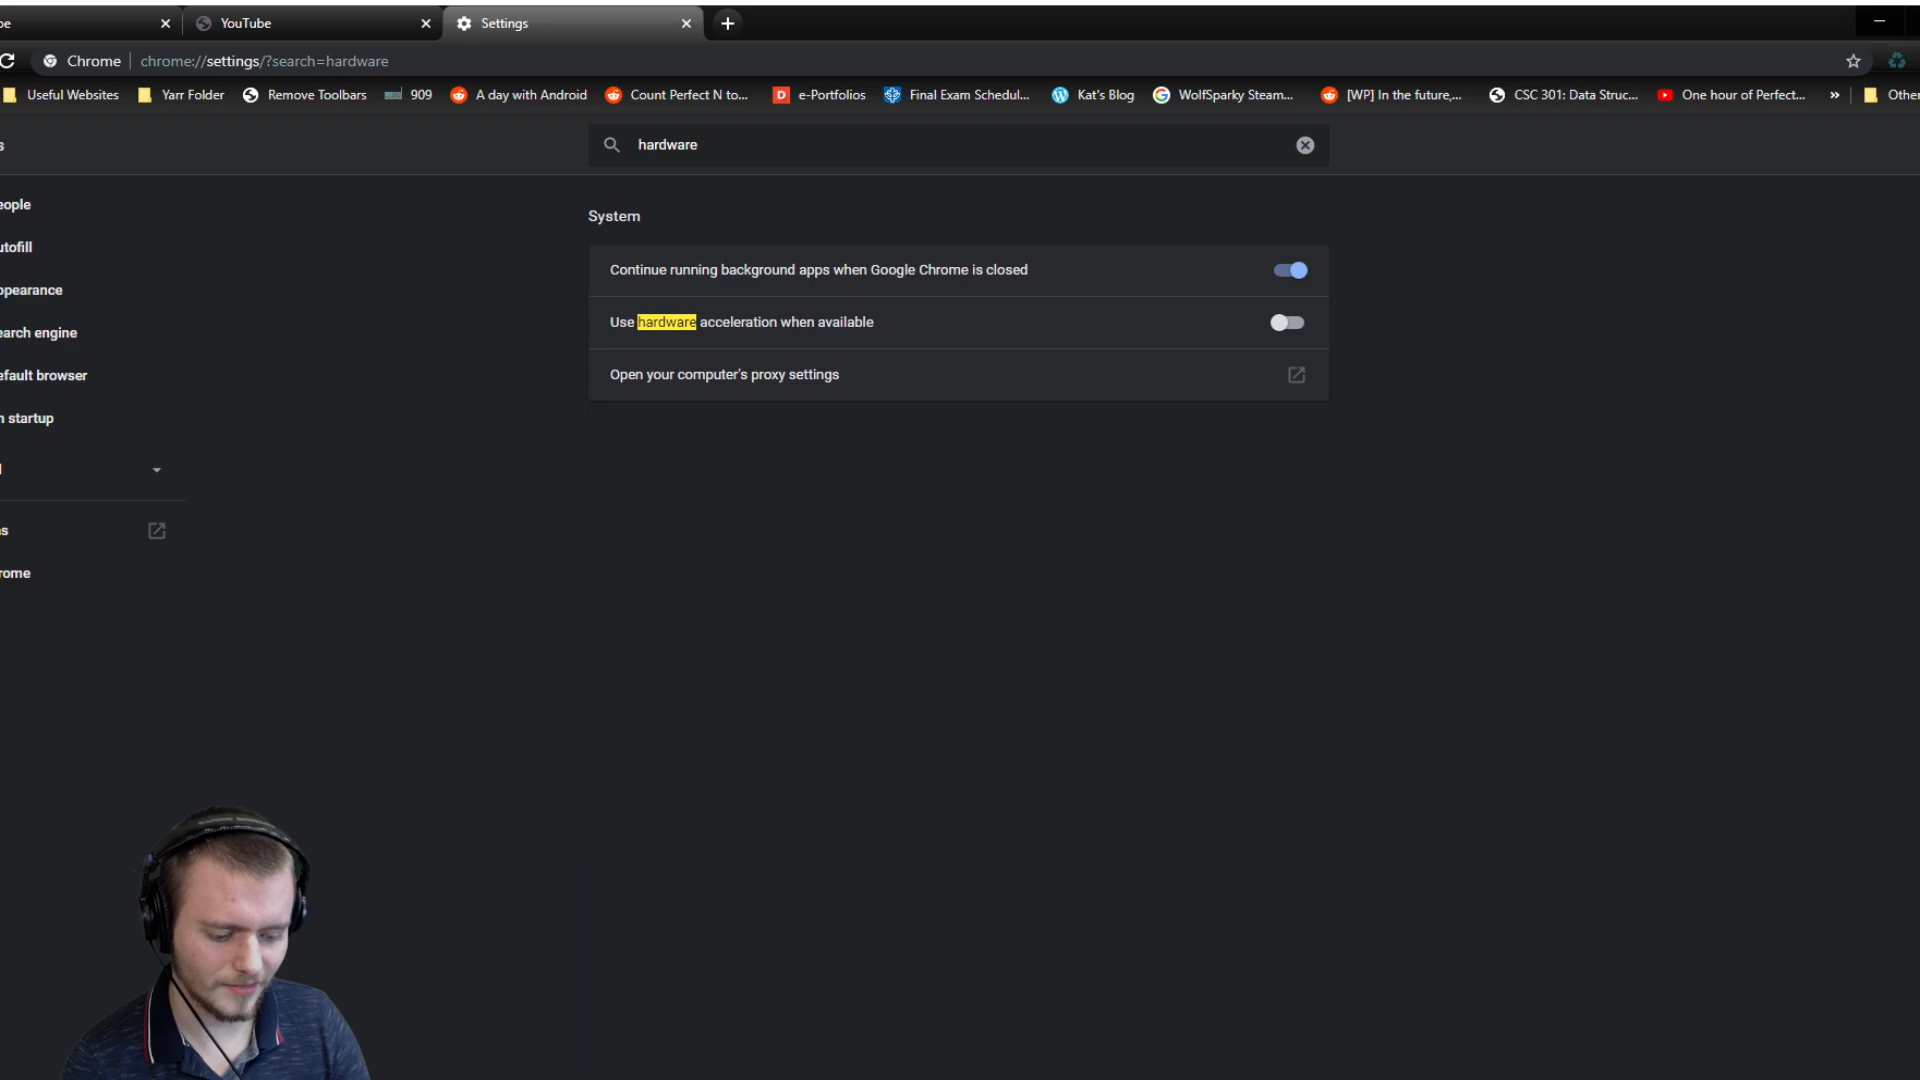 be
YouTube
Settings
Chrome
chrome://settings/?search=hardware
Useful Websites
Yarr Folder
Remove Toolbars
909
A day with Android
Count Perfect N to...
D
e-Portfolios
Final Exam Schedul...
Kat's Blog
WolfSparky Steam...
[WP] In the future,...
CSC 301: Data Struc...
One hour of Perfect...
»
Other
s
hardware
eople
utofill
ppearance
earch engine
efault browser
n startup
d
ns
rome
System
Continue running background apps when Google Chrome is closed
Use hardware acceleration when available
Open your computer's proxy settings